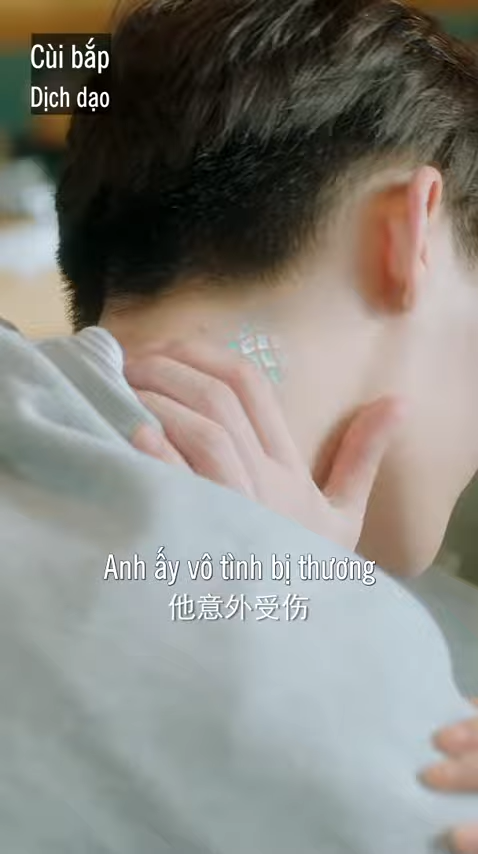 Cùi bắp
Dịch dạo
Anh ấy vô tình bị thương
他意外受伤